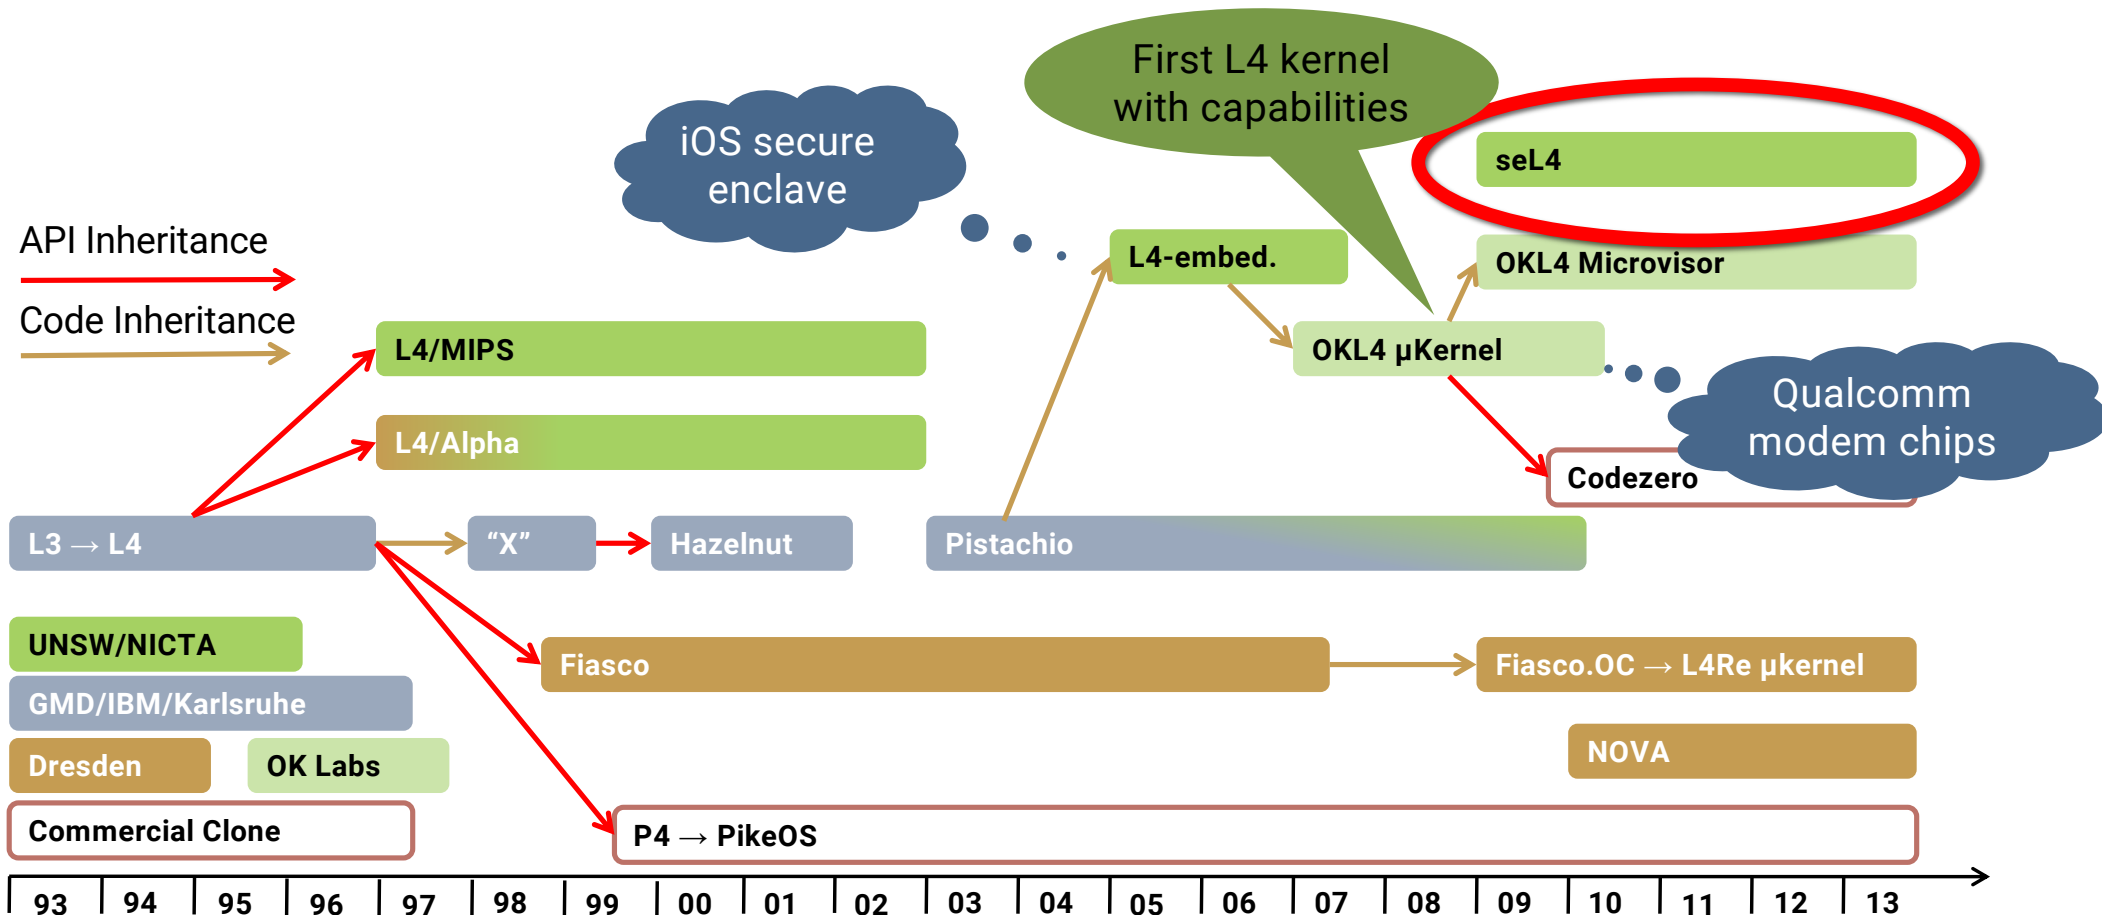 First L4 kernel
with capabilities
iOS secure
enclave
seL4
API Inheritance
L4-embed.
OKL4 Microvisor
Code Inheritance
L4/MIPS
OKL4 µKernel
Qualcomm
modem chips
L4/Alpha
Codezero
L3 → L4
“X”
Hazelnut
Pistachio
UNSW/NICTA
Fiasco
Fiasco.OC → L4Re µkernel
GMD/IBM/Karlsruhe
Dresden
OK Labs
NOVA
Commercial Clone
P4 → PikeOS
93 94 95 96 97 98 99 00 01 02 03 04 05 06 07 08 09 10 11 12 13